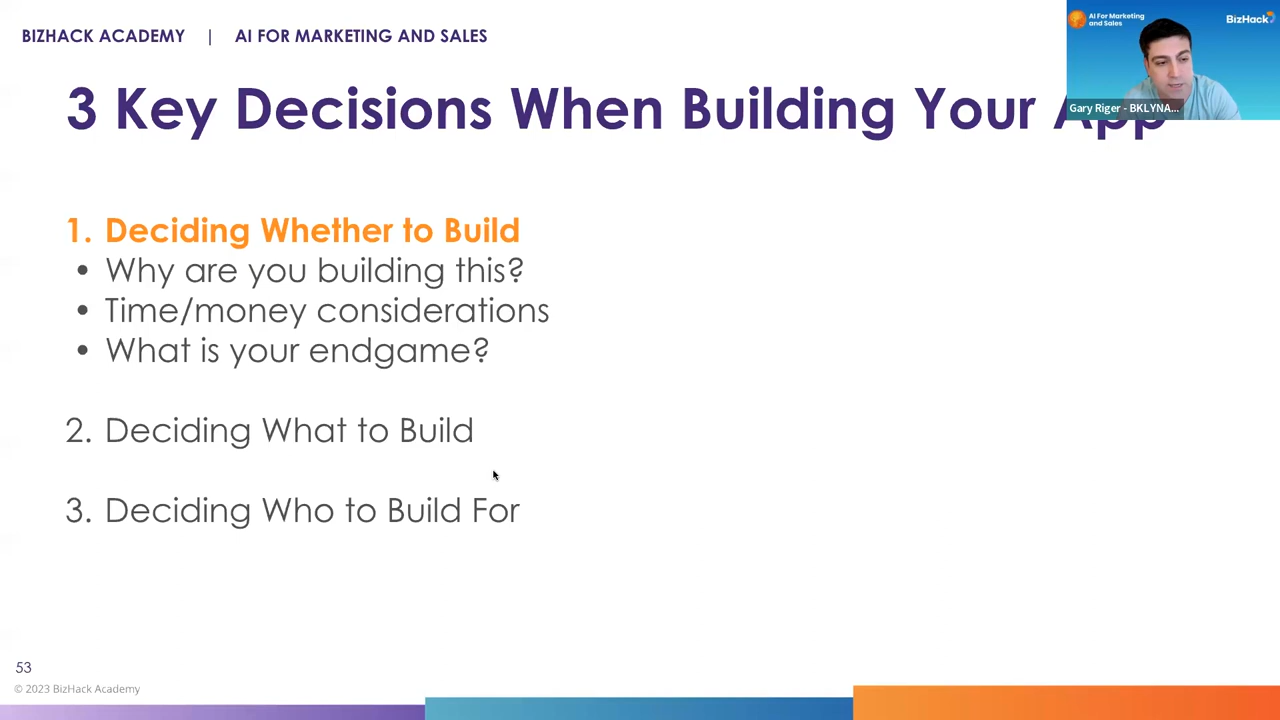 BIZHACK ACADEMY | AI FOR MARKETING AND SALES
AI For Marketing
and Sales
BizHack
3 Key Decisions When Building Your App
Gary Riger - BKLYNA...
1. Deciding Whether to Build
• Why are you building this?
• Time/money considerations
• What is your endgame?
2. Deciding What to Build
3. Deciding Who to Build For
53
© 2023 BizHack Academy